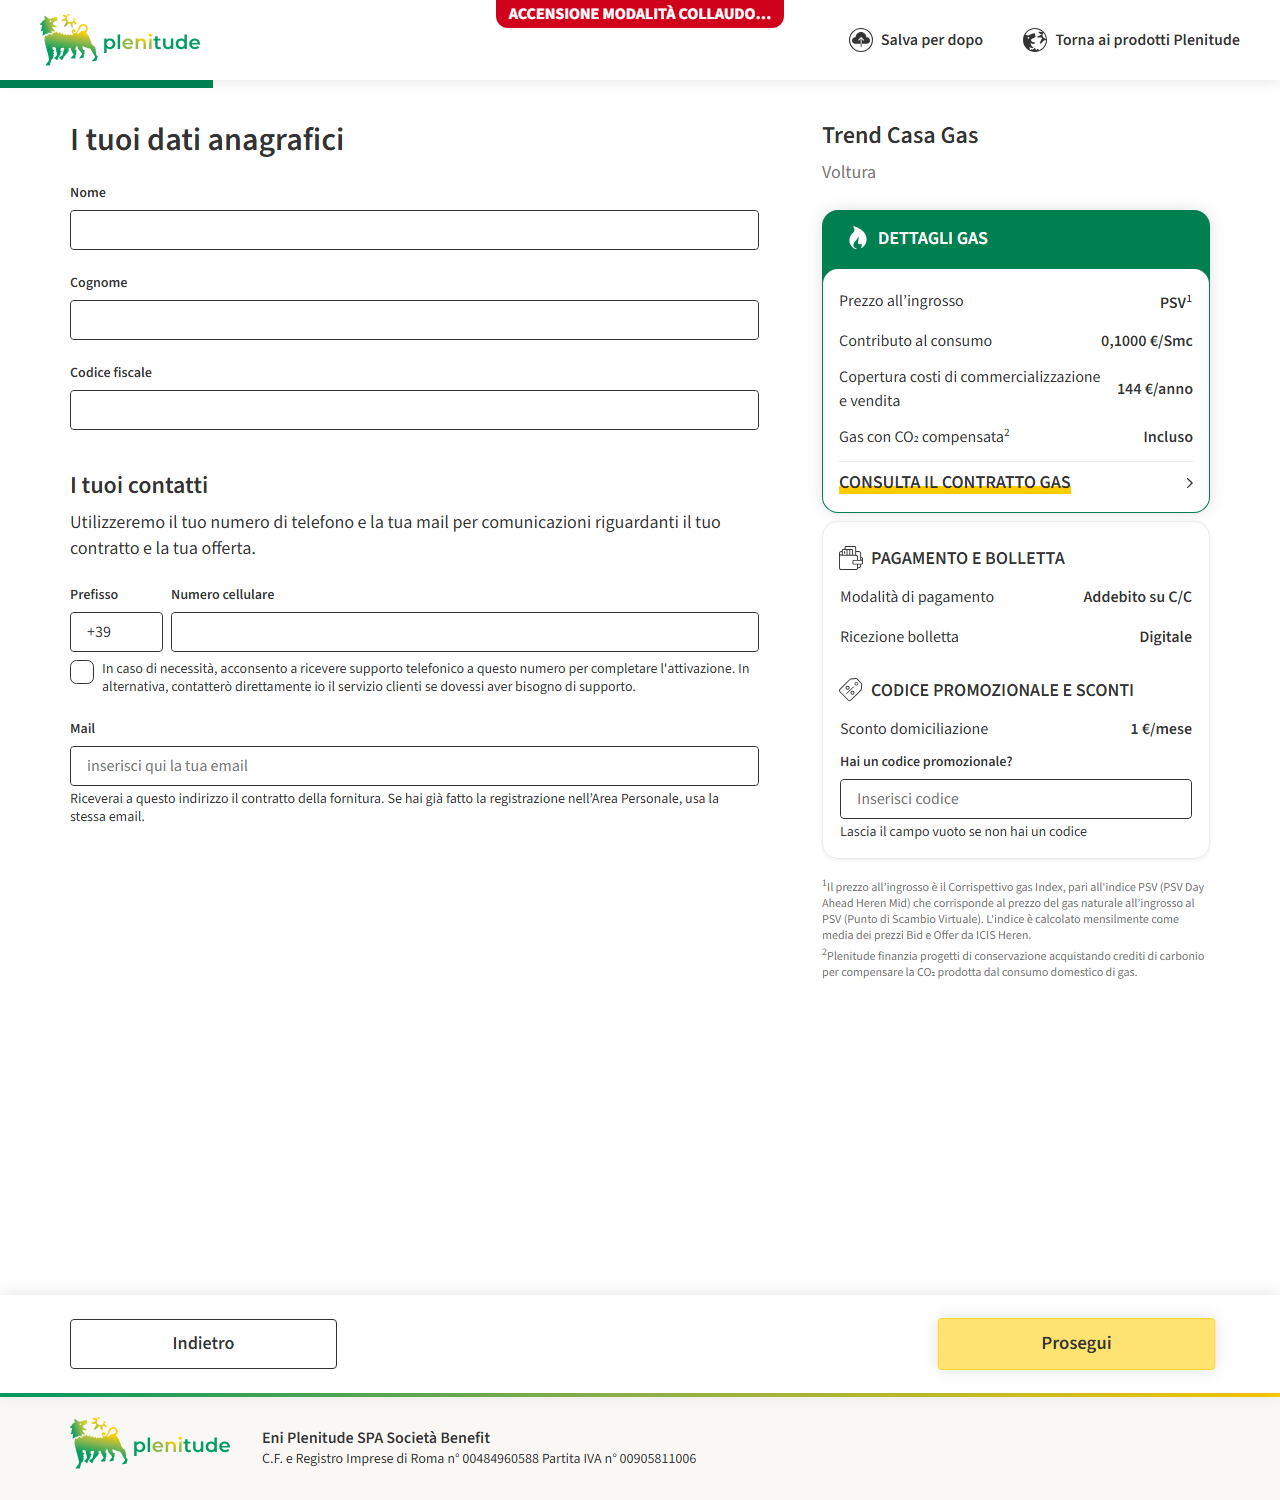 ACCENSIONE MODALITÀ COLLAUDO...
plenitude
Salva per dopo
Torna ai prodotti Plenitude
I tuoi dati anagrafici
Nome
Cognome
Codice fiscale
I tuoi contatti
Utilizzeremo il tuo numero di telefono e la tua mail per comunicazioni riguardanti il tuo
contratto e la tua offerta.
Prefisso
Numero cellulare
+39
In caso di necessità, acconsento a ricevere supporto telefonico a questo numero per completare l'attivazione. In
alternativa, contatterò direttamente io il servizio clienti se dovessi aver bisogno di supporto.
Mail
inserisci qui la tua email
Riceverai a questo indirizzo il contratto della fornitura. Se hai già fatto la registrazione nell'Area Personale, usa la
stessa email.
Trend Casa Gas
Voltura
DETTAGLI GAS
Prezzo all'ingrosso PSV¹
Contributo al consumo 0,1000 €/Smc
Copertura costi di commercializzazione
e vendita 144 €/anno
Gas con CO₂ compensata² Incluso
CONSULTA IL CONTRATTO GAS
PAGAMENTO E BOLLETTA
Modalità di pagamento Addebito su C/C
Ricezione bolletta Digitale
CODICE PROMOZIONALE E SCONTI
Sconto domiciliazione 1 €/mese
Hai un codice promozionale?
Inserisci codice
Lascia il campo vuoto se non hai un codice
¹Il prezzo all'ingrosso è il Corrispettivo gas Index, pari all'indice PSV (PSV Day
Ahead Heren Mid) che corrisponde al prezzo del gas naturale all'ingrosso al
PSV (Punto di Scambio Virtuale). L'indice è calcolato mensilmente come
media dei prezzi Bid e Offer da ICIS Heren.
²Plenitude finanzia progetti di conservazione acquistando crediti di carbonio
per compensare la CO₂ prodotta dal consumo domestico di gas.
Indietro
Prosegui
plenitude
Eni Plenitude SPA Società Benefit
C.F. e Registro Imprese di Roma n° 00484960588 Partita IVA n° 00905811006